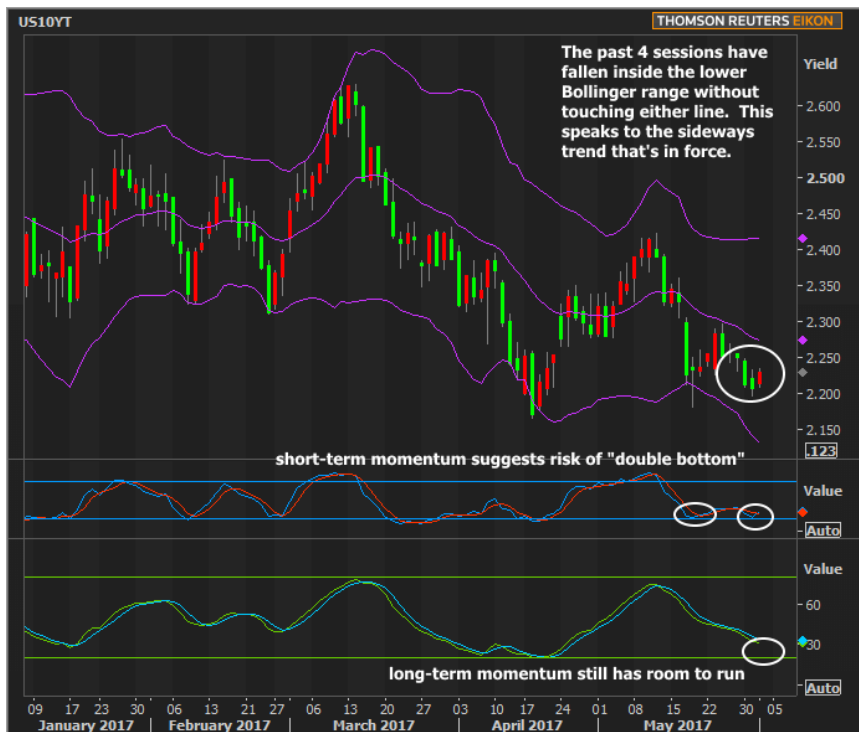 US10YT
THOMSON REUTERS EIKON
The past 4 sessions have
fallen inside the lower
Bollinger range without
touching either line. This
speaks to the sideways
trend that's in force.
Yield
2.600
2.550
2.500
2.450
2.400
2.350
2.300
2.250
2.200
2.150
.123
short-term momentum suggests risk of "double bottom"
Value
Auto
Value
60
30
long-term momentum still has room to run
Auto
09 17 23 30 06 13 21 27 06 13 20 27 03 10 17 24 01 08 15 22 30 05
January 2017 February 2017 March 2017 April 2017 May 2017